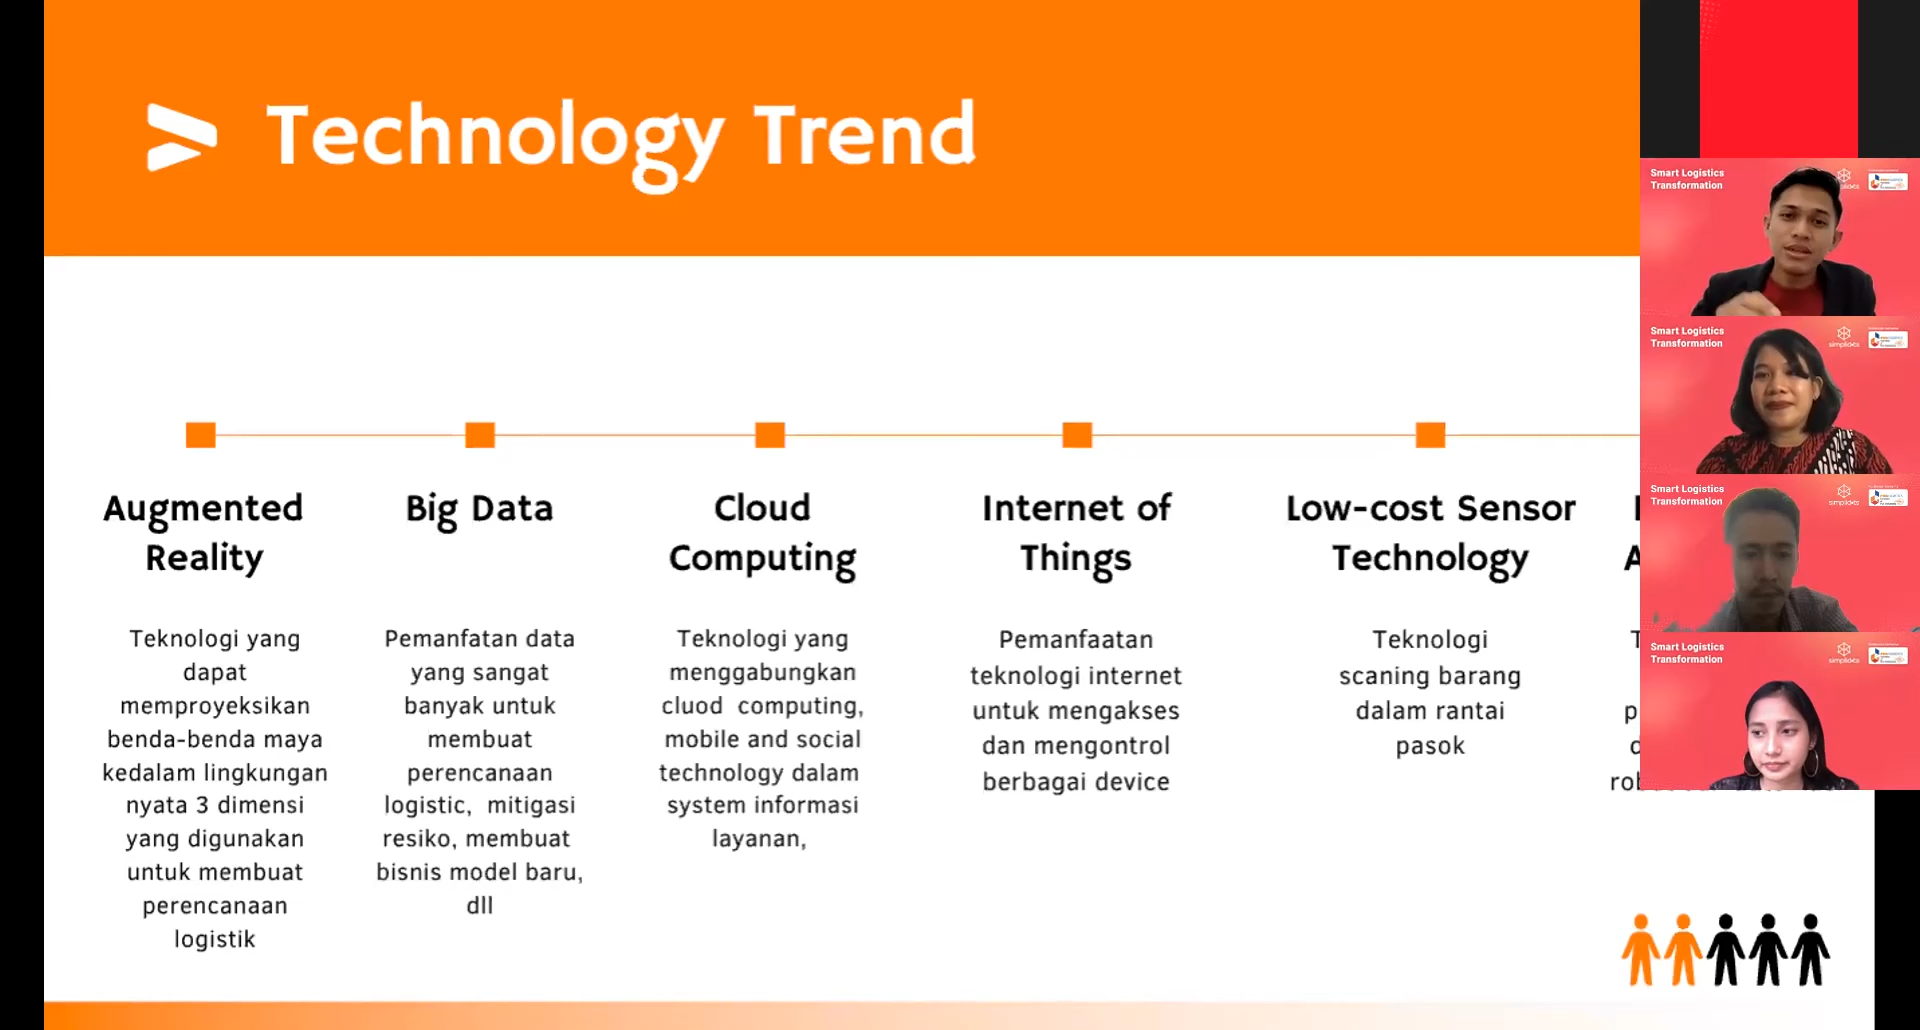 Technology Trend
Augmented
Reality
Teknologi yang
dapat
memproyeksikan
benda-benda maya
kedalam lingkungan
nyata 3 dimensi
yang digunakan
untuk membuat
perencanaan
logistik
Big Data
Pemanfatan data
yang sangat
banyak untuk
membuat
perencanaan
logistic, mitigasi
resiko, membuat
bisnis model baru,
dll
Cloud
Computing
Teknologi yang
menggabungkan
cluod computing,
mobile and social
technology dalam
system informasi
layanan,
Internet of
Things
Pemanfaatan
teknologi internet
untuk mengakses
dan mengontrol
berbagai device
Low-cost Sensor
Technology
Teknologi
scaning barang
dalam rantai
pasok
Smart Logistics
Transformation
Smart Logistics
Transformation
Smart Logistics
Transformation
Smart Logistics
Transformation